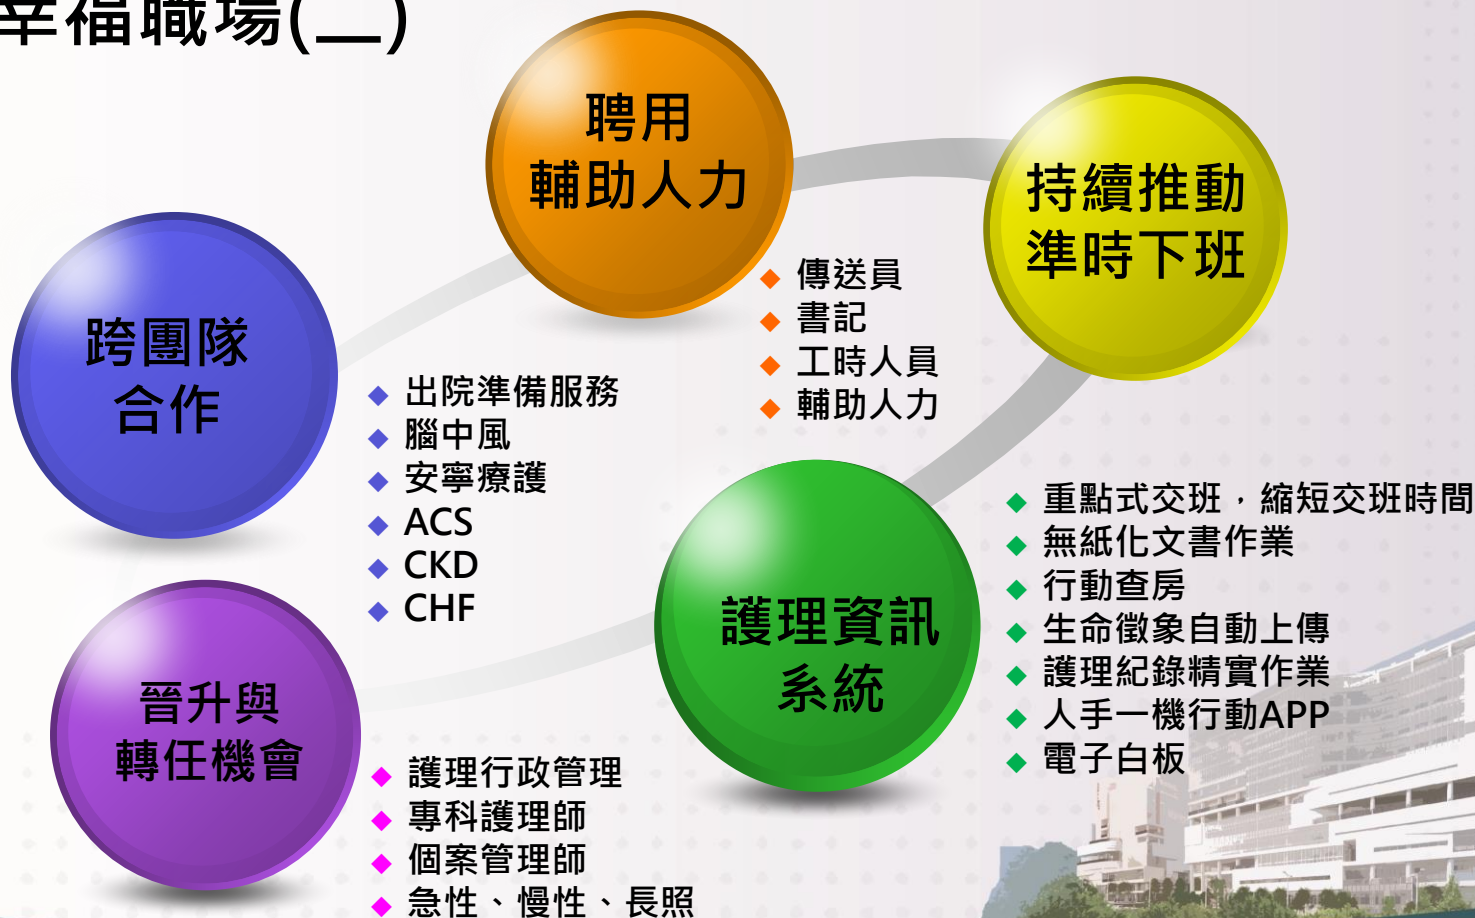 幸福職場(二)
聘用
輔助人力
持續推動
準時下班
傳送員
書記
工時人員
輔助人力
跨團隊
合作
出院準備服務
腦中風
安寧療護
ACS
CKD
CHF
護理資訊
系統
重點式交班，縮短交班時間
無紙化文書作業
行動查房
生命徵象自動上傳
護理紀錄精實作業
人手一機行動APP
電子白板
晉升與
轉任機會
護理行政管理
專科護理師
個案管理師
急性、慢性、長照